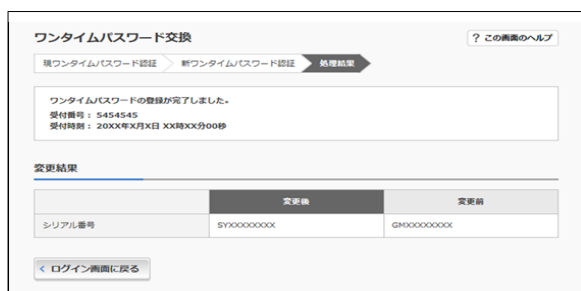 ワンタイムパスワード交換
? この画面のヘルプ
現ワンタイムパスワード認証 新ワンタイムパスワード認証 処理結果
ワンタイムパスワードの登録が完了しました。
受付番号： 5454545
受付時刻： 20XX年X月X日 XX時XX分00秒
変更結果
変更後 変更前
シリアル番号 SYXXXXXXXX GMXXXXXXXX
ログイン画面に戻る